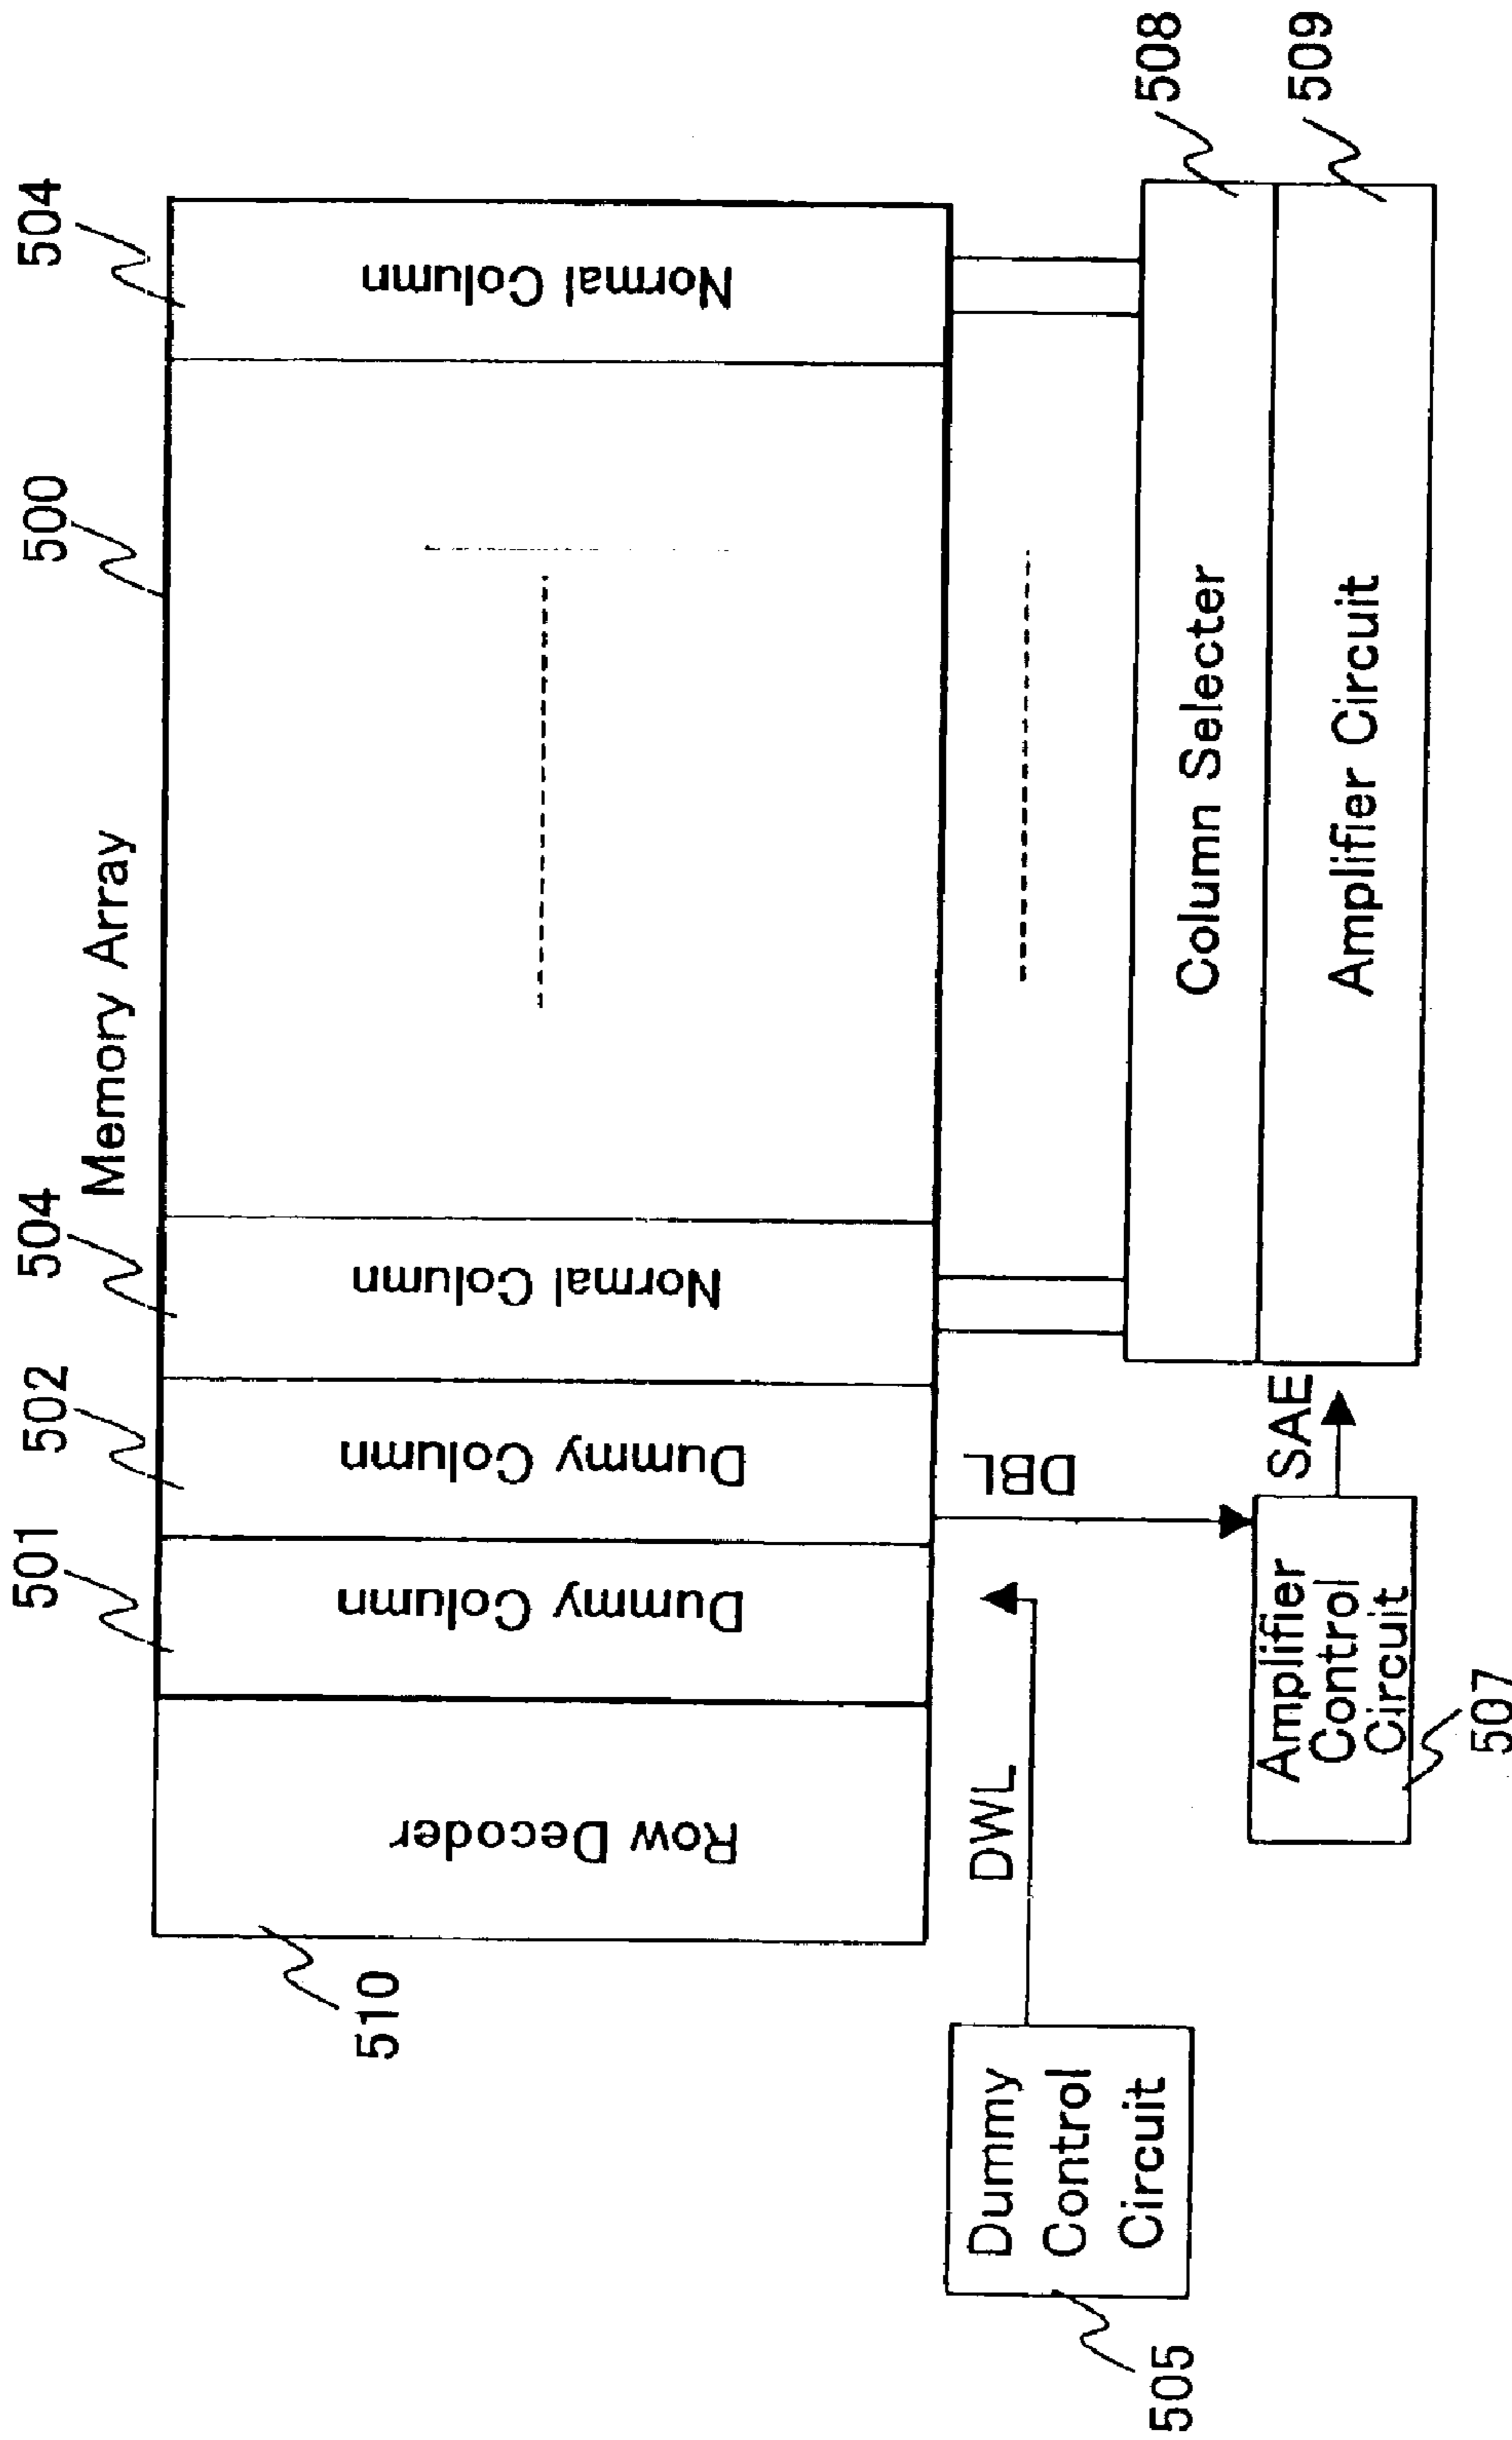 504
500
Memory Array
504
502
501
Normal Column
Normal Column
Dummy Column
Dummy Column
Row Decoder
510
DWL
DBL
508
Column Selecter
509
Amplifier Circuit
SAE
Amplifier
Control
Circuit
507
Dummy
Control
Circuit
505